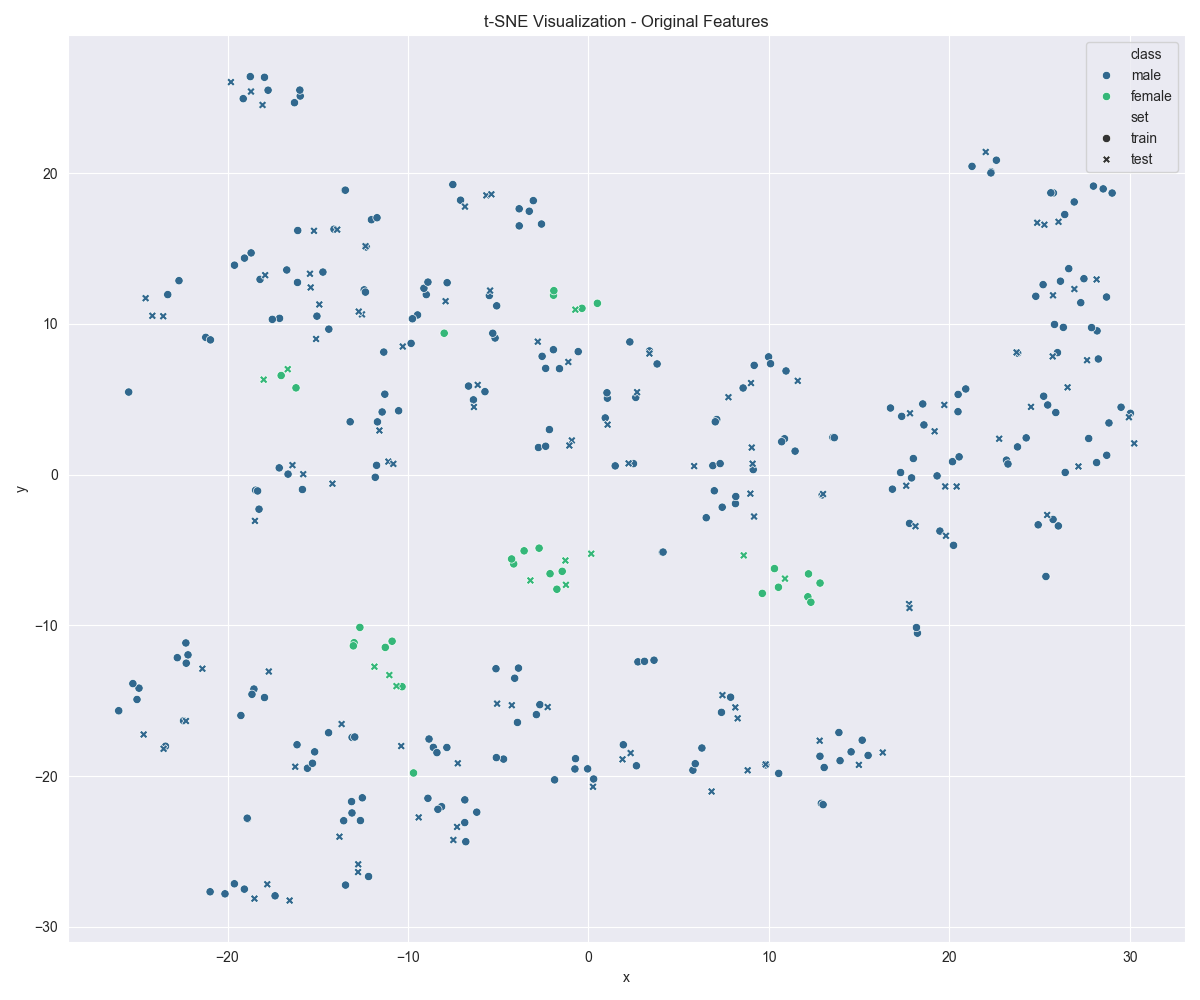 t-SNE Visualization - Original Features
class
male
female
set
train
test
20
10
0
−10
−20
−30
y
−20
−10
0
10
20
30
x